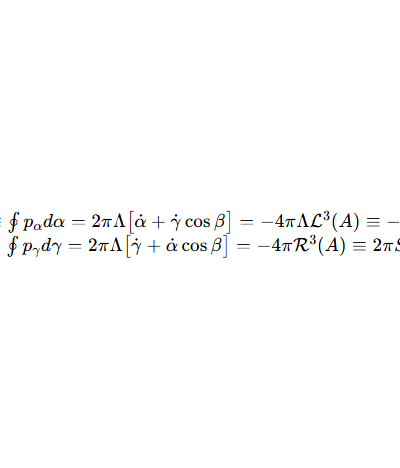 ≡ ∮ p_α dα = 2πΛ[α̇ + γ̇ cos β] = −4πΛℒ³(A) ≡ −
∮ p_γ dγ = 2πΛ[γ̇ + α̇ cos β] = −4πℛ³(A) ≡ 2π